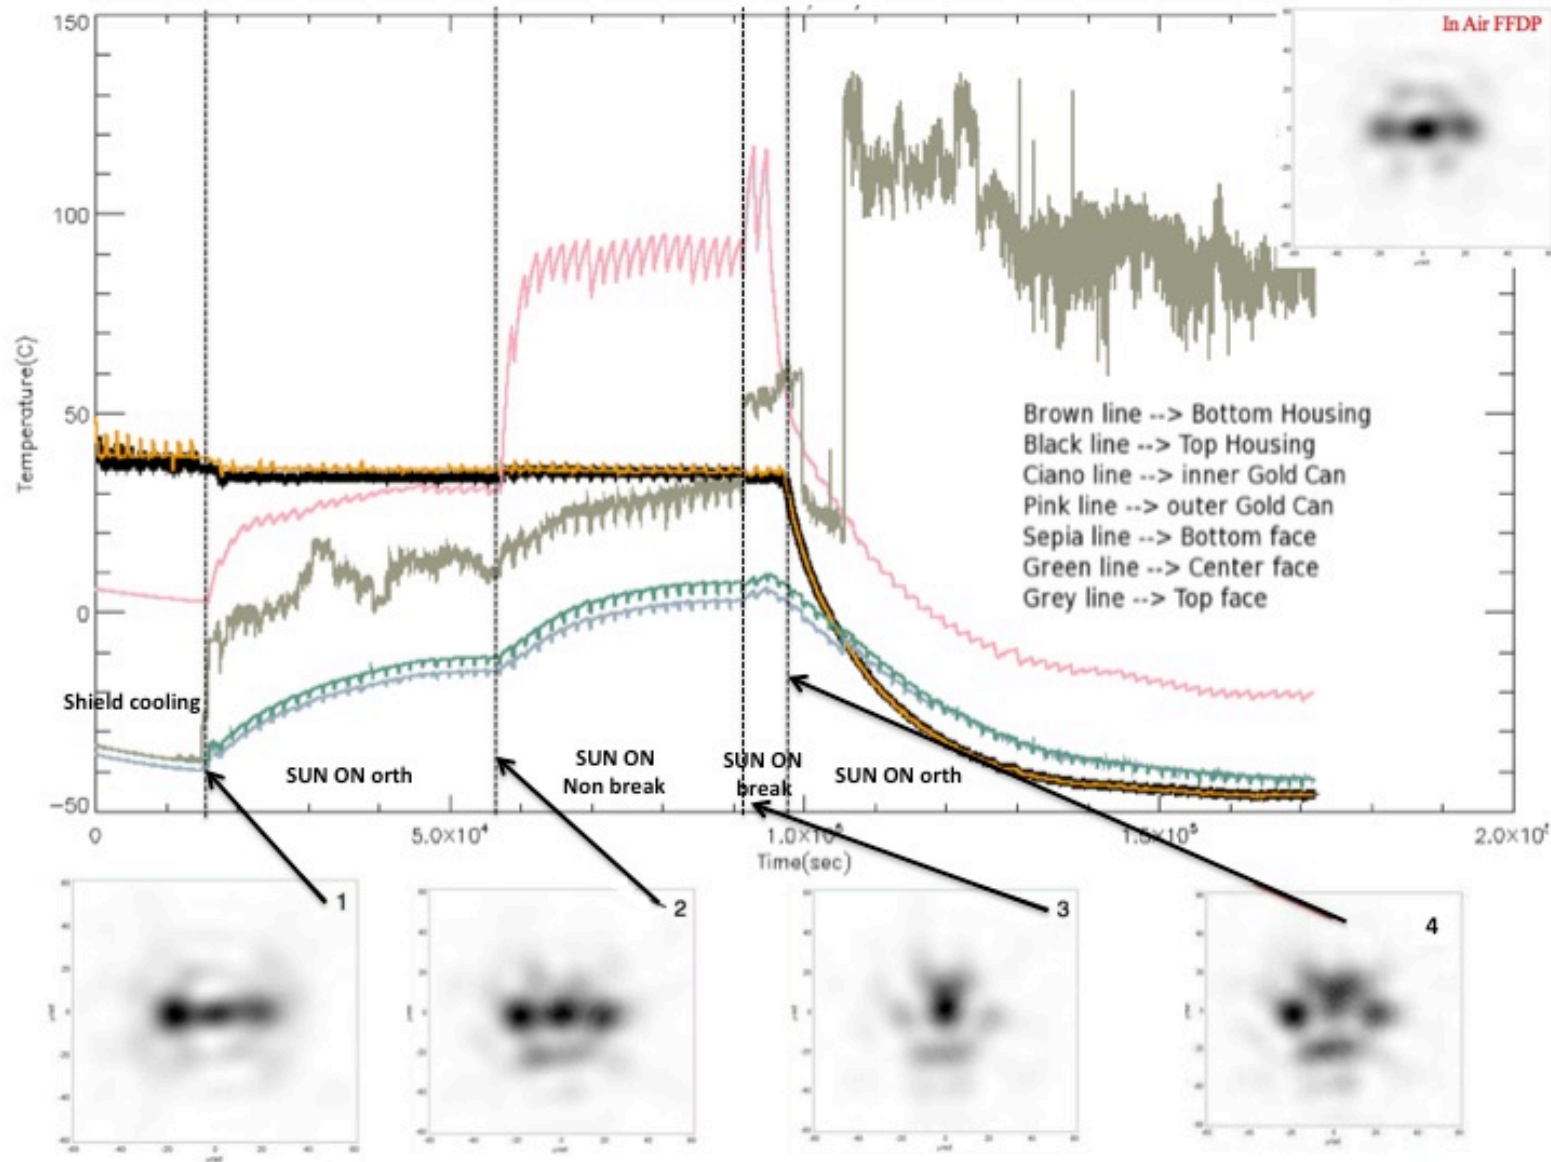 150
100
50
0
−50
Temperature(C)
In Air FFDP
Brown line --> Bottom Housing
Black line --> Top Housing
Ciano line --> inner Gold Can
Pink line --> outer Gold Can
Sepia line --> Bottom face
Green line --> Center face
Grey line --> Top face
Shield cooling
SUN ON orth
SUN ON
Non break
SUN ON
break
SUN ON orth
0
5.0×10⁴
1.0×10⁵
1.5×10⁵
Time(sec)
1
2
3
4